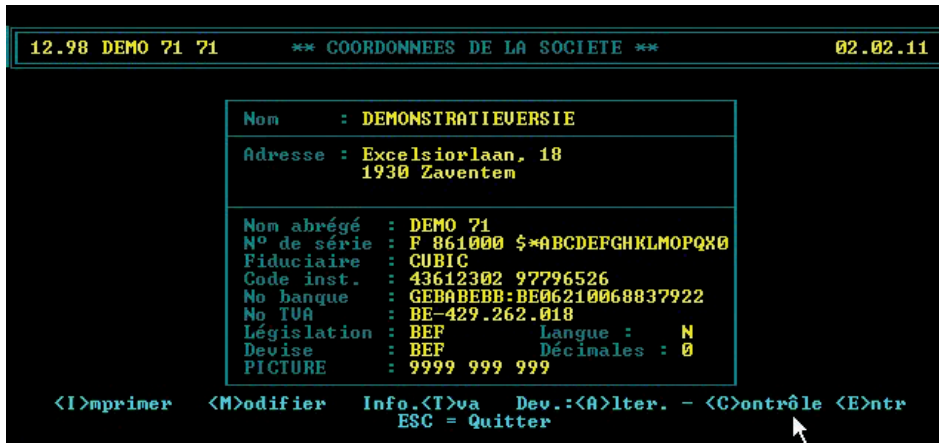 12.98 DEMO 71 71 ** COORDONNEES DE LA SOCIETE ** 02.02.11
Nom : DEMONSTRATIEVERSIE
Adresse : Excelsiorlaan, 18
1930 Zaventem
Nom abrégé : DEMO 71
Nº de série : F 861000 $*ABCDEFGHKLMOPQX0
Fiduciaire : CUBIC
Code inst. : 43612302 97796526
No banque : GEBABEBB:BE06210068837922
No TVA : BE-429.262.018
Législation : BEF Langue : N
Devise : BEF Décimales : 0
PICTURE : 9999 999 999
<I>mprimer <M>odifier Info.<T>va Dev.:<A>lter. - <C>ontrôle <E>ntr
ESC = Quitter